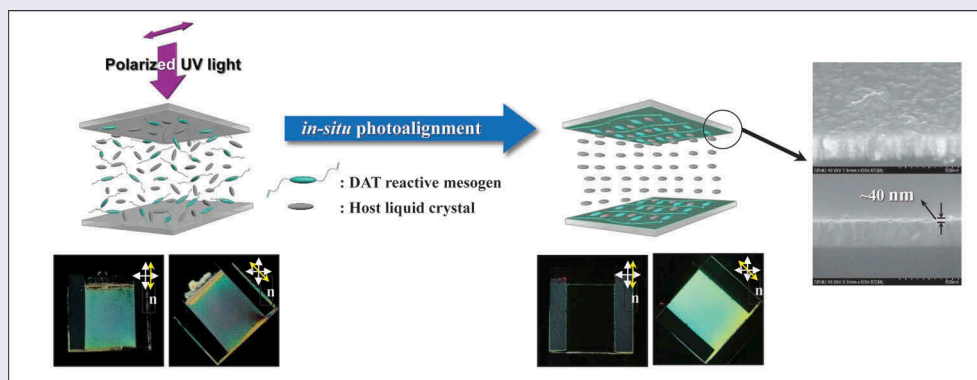 Polarized UV light
in-situ photoalignment
: DAT reactive mesogen
: Host liquid crystal
~40 nm
n
n
n
n